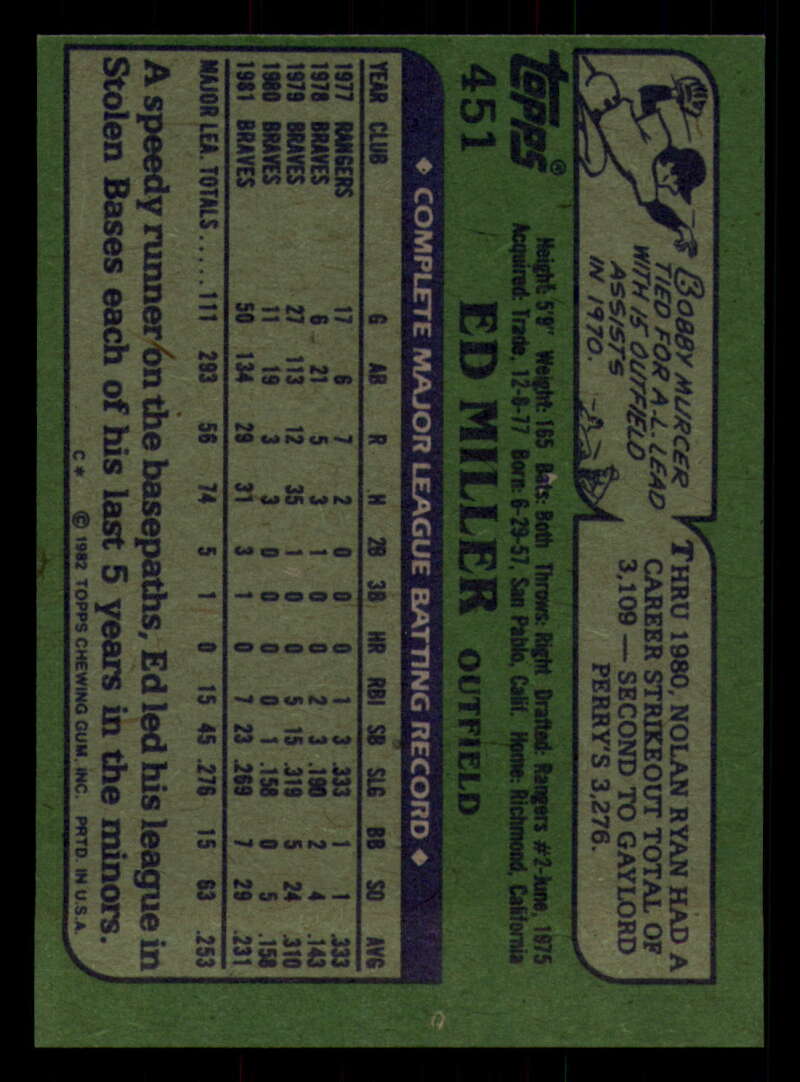 BOBBY MURCER
TIED FOR A.L. LEAD
WITH 15 OUTFIELD
ASSISTS
IN 1970.
THRU 1980, NOLAN RYAN HAD A
CAREER STRIKEOUT TOTAL OF
3,109 — SECOND TO GAYLORD
PERRY'S 3,276.
topps®
451
Height: 5'9" Weight: 165 Bats: Both Throws: Right Drafted: Rangers #2-June, 1975
Acquired: Trade, 12-8-77 Born: 6-29-57, San Pablo, Calif. Home: Richmond, California
ED MILLER OUTFIELD
◆ COMPLETE MAJOR LEAGUE BATTING RECORD ◆
YEAR CLUB G AB R H 2B 3B HR RBI SB SLG BB SO AVG
1977 RANGERS 17 6 7 2 0 0 0 1 3 .333 1 1 .333
1978 BRAVES 6 21 5 3 1 0 0 2 3 .190 2 4 .143
1979 BRAVES 27 113 12 35 1 0 0 5 15 .319 5 24 .310
1980 BRAVES 11 19 3 3 0 0 0 0 1 .158 0 5 .158
1981 BRAVES 50 134 29 31 3 1 0 7 23 .269 7 29 .231
MAJOR LEA. TOTALS..... 111 293 56 74 5 1 0 15 45 .276 15 63 .253
A speedy runner on the basepaths, Ed led his league in
Stolen Bases each of his last 5 years in the minors.
C* © 1982 TOPPS CHEWING GUM, INC. PRTD. IN U.S.A.